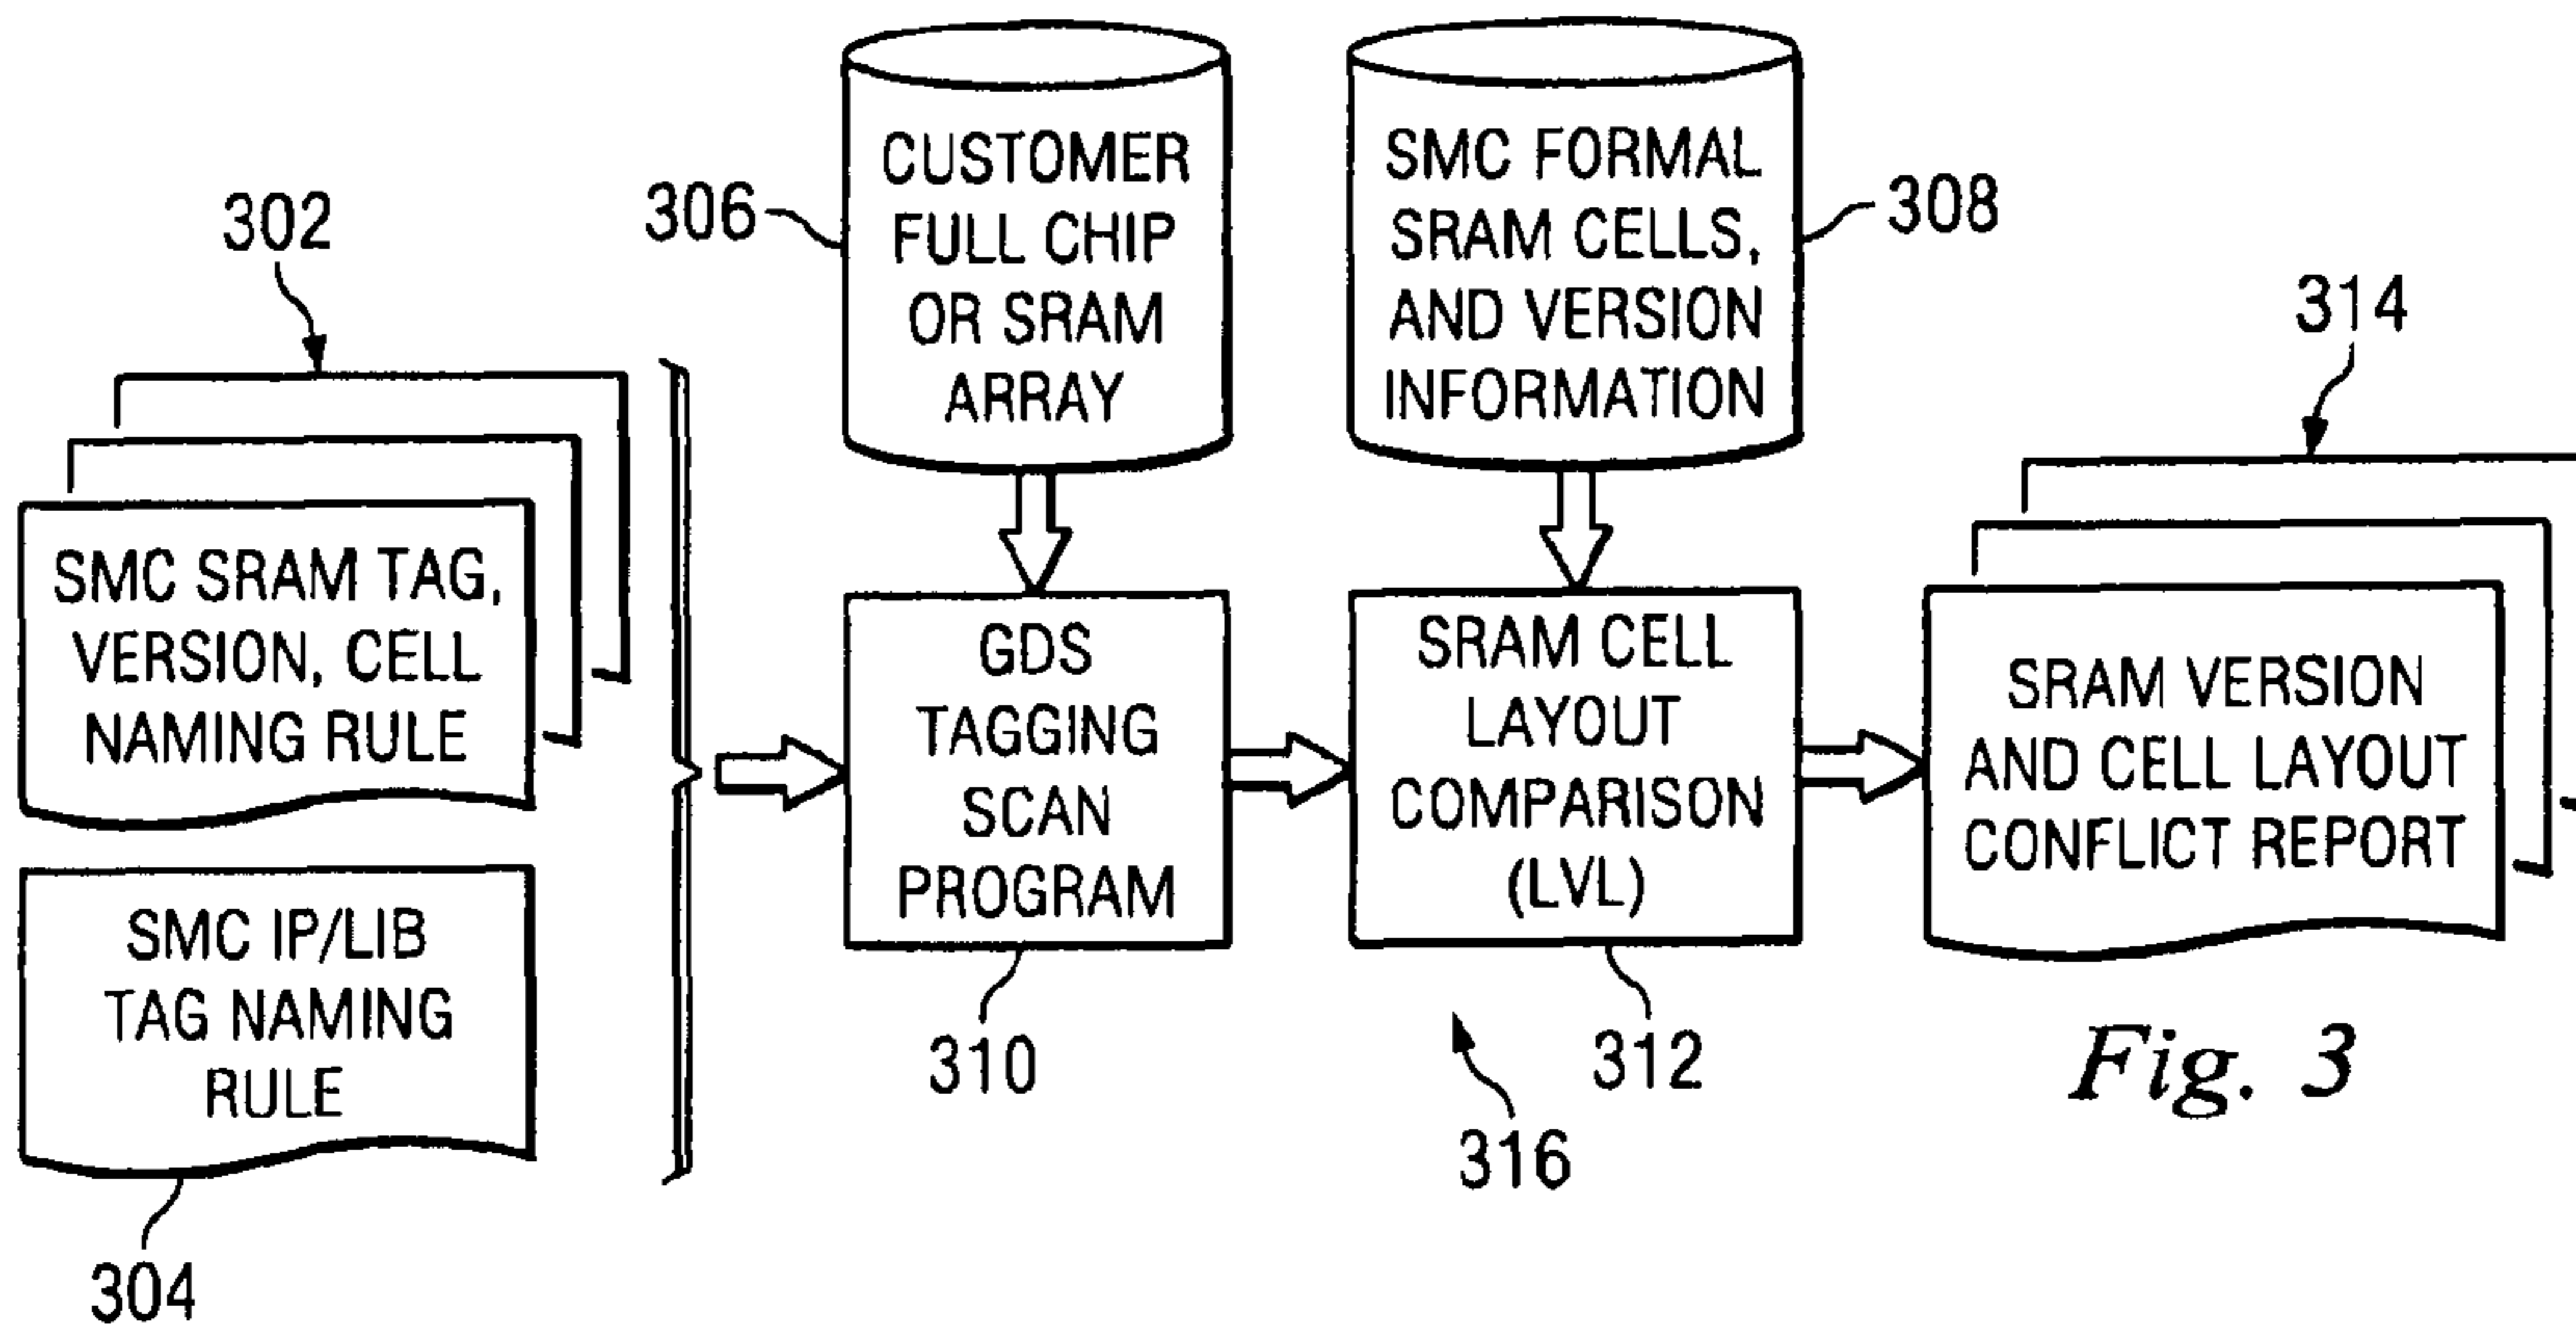 302
SMC SRAM TAG,
VERSION, CELL
NAMING RULE
SMC IP/LIB
TAG NAMING
RULE
304
306
CUSTOMER
FULL CHIP
OR SRAM
ARRAY
SMC FORMAL
SRAM CELLS,
AND VERSION
INFORMATION
308
GDS
TAGGING
SCAN
PROGRAM
310
SRAM CELL
LAYOUT
COMPARISON
(LVL)
312
316
314
SRAM VERSION
AND CELL LAYOUT
CONFLICT REPORT
Fig. 3